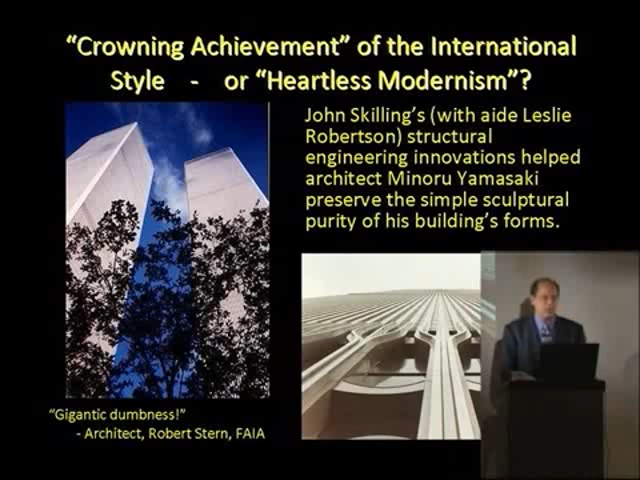 “Crowning Achievement” of the International
Style - or “Heartless Modernism”?
John Skilling’s (with aide Leslie
Robertson) structural
engineering innovations helped
architect Minoru Yamasaki
preserve the simple sculptural
purity of his building’s forms.
“Gigantic dumbness!”
- Architect, Robert Stern, FAIA